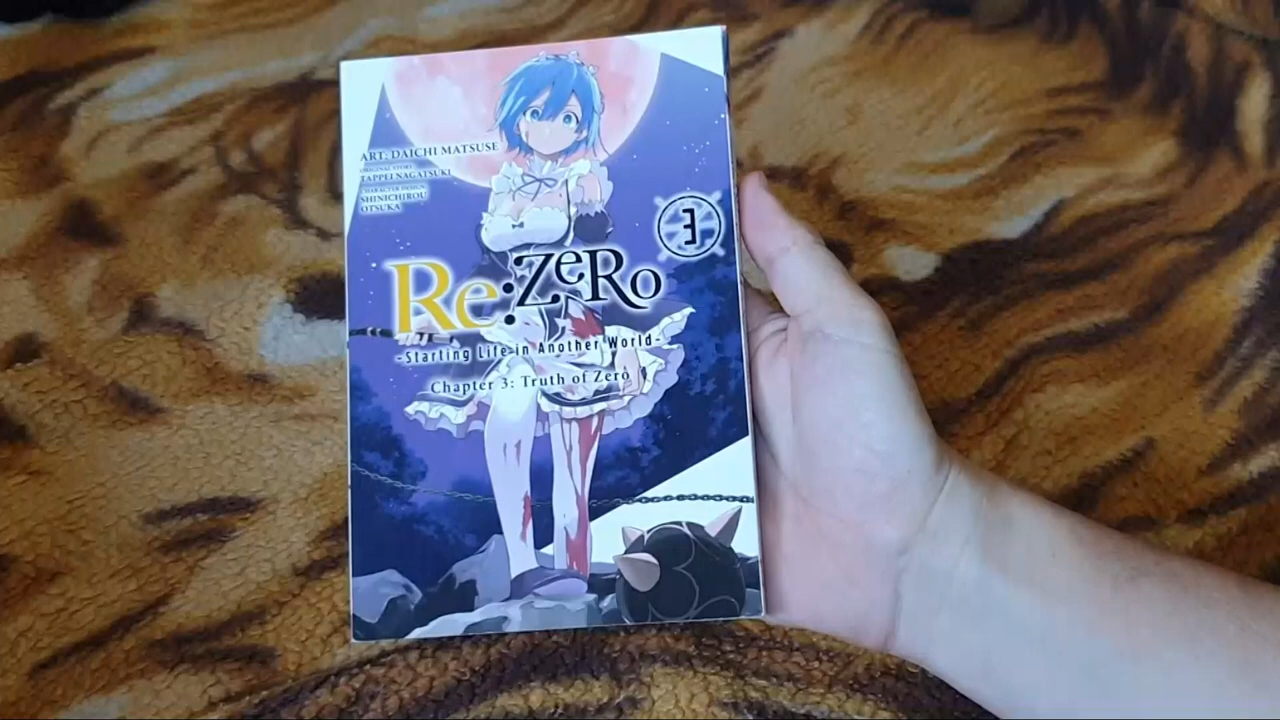 ART: DAICHI MATSUSE
ORIGINAL STORY:
TAPPEI NAGATSUKI
CHARACTER DESIGN:
SHINICHIROU
OTSUKA
3
Re:ZeRo
-Starting Life in Another World-
Chapter 3: Truth of Zero